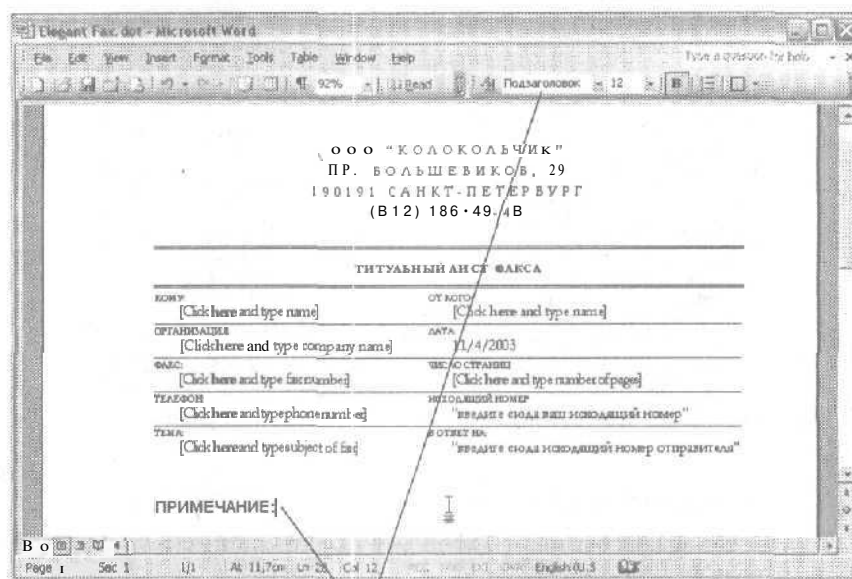 Elegant Fax.dot - Microsoft Word
File Edit View Insert Format Tools Table Window Help Type a question for help
92% Read Подзаголовок 12 B
ООО "КОЛОКОЛЬЧИК"
ПР. БОЛЬШЕВИКОВ, 29
190191 САНКТ-ПЕТЕРБУРГ
(B12) 186·49-4B
ТИТУЛЬНЫЙ ЛИСТ ФАКСА
КОМУ: ОТ КОГО:
[Click here and type name] [Click here and type name]
ОРГАНИЗАЦИЯ ДАТА:
[Click here and type company name] 11/4/2003
ФАКС: ЧИСЛО СТРАНИЦ
[Click here and type fax number] [Click here and type number of pages]
ТЕЛЕФОН ИСХОДЯЩИЙ НОМЕР
[Click here and type phone number] "введите сюда ваш исходящий номер"
ТЕМА: В ОТВЕТ НА:
[Click here and type subject of fax] "введите сюда исходящий номер отправителя"
ПРИМЕЧАНИЕ:
Page 1 Sec 1 1/1 At 11,7cm Ln 28 Col 12 English (U.S